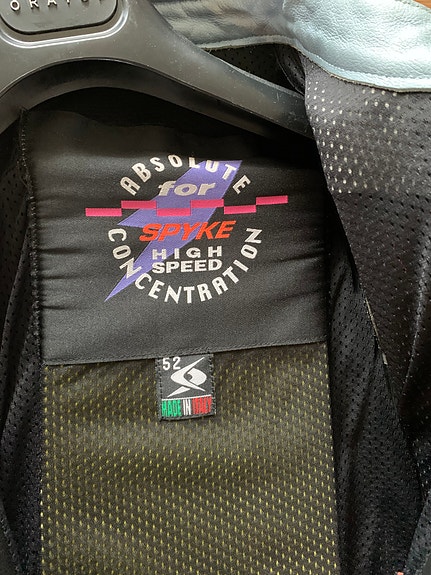 ABSOLUTE
for
SPYKE
HIGH
SPEED
CONCENTRATION
52
MADE IN ITALY